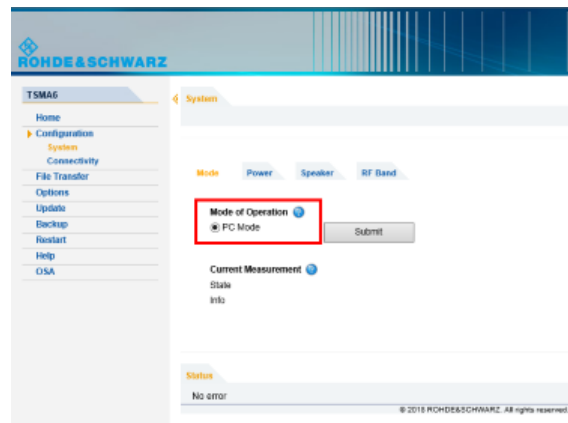 ROHDE&SCHWARZ
TSMA6
Home
Configuration
System
Connectivity
File Transfer
Options
Update
Backup
Restart
Help
OSA
System
Mode Power Speaker RF Band
Mode of Operation
PC Mode
Submit
Current Measurement
State
Info
Status
No error
© 2018 ROHDE&SCHWARZ. All rights reserved.